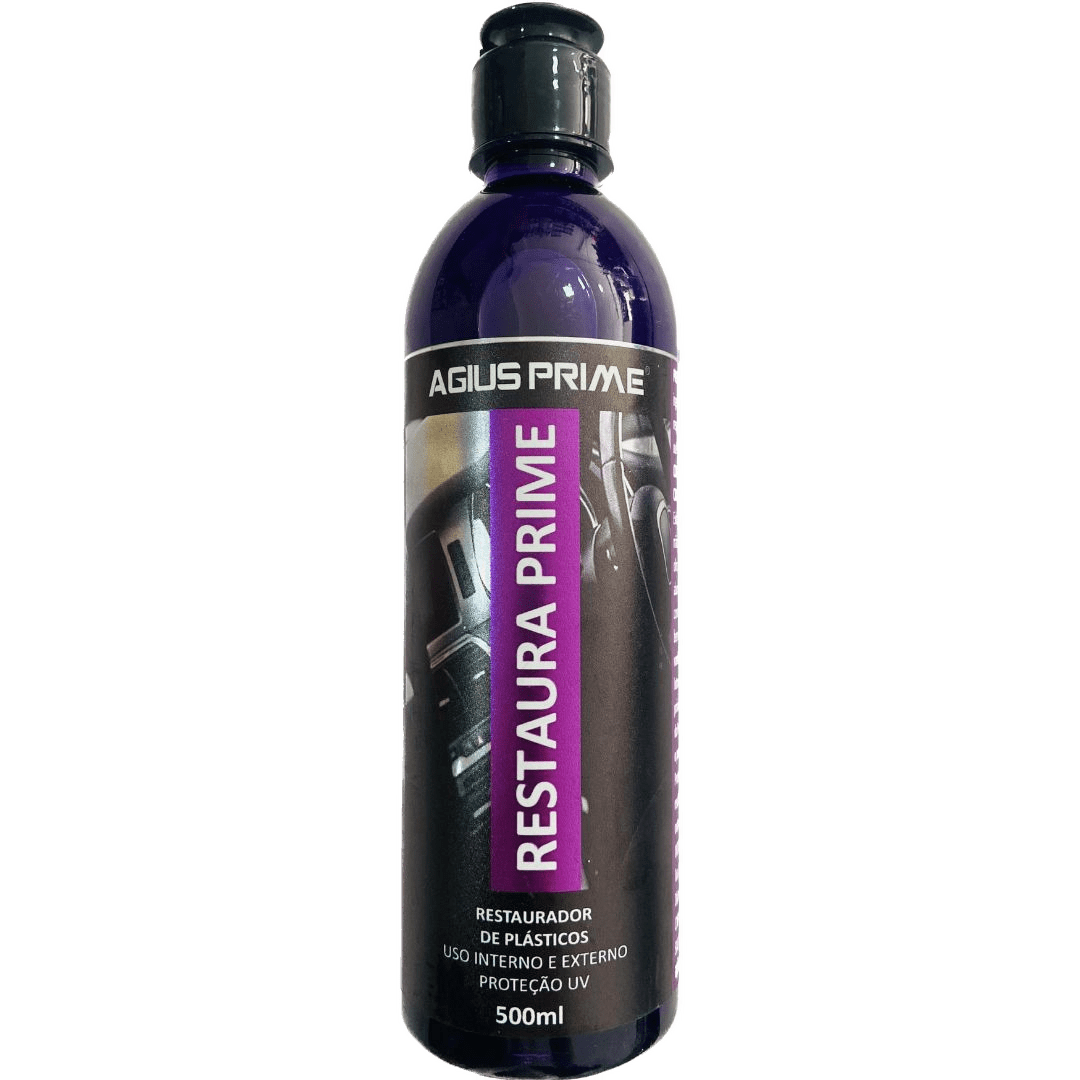 AGIUS PRIME®
RESTAURA PRIME
RESTAURADOR
DE PLÁSTICOS
USO INTERNO E EXTERNO
PROTEÇÃO UV
500ml